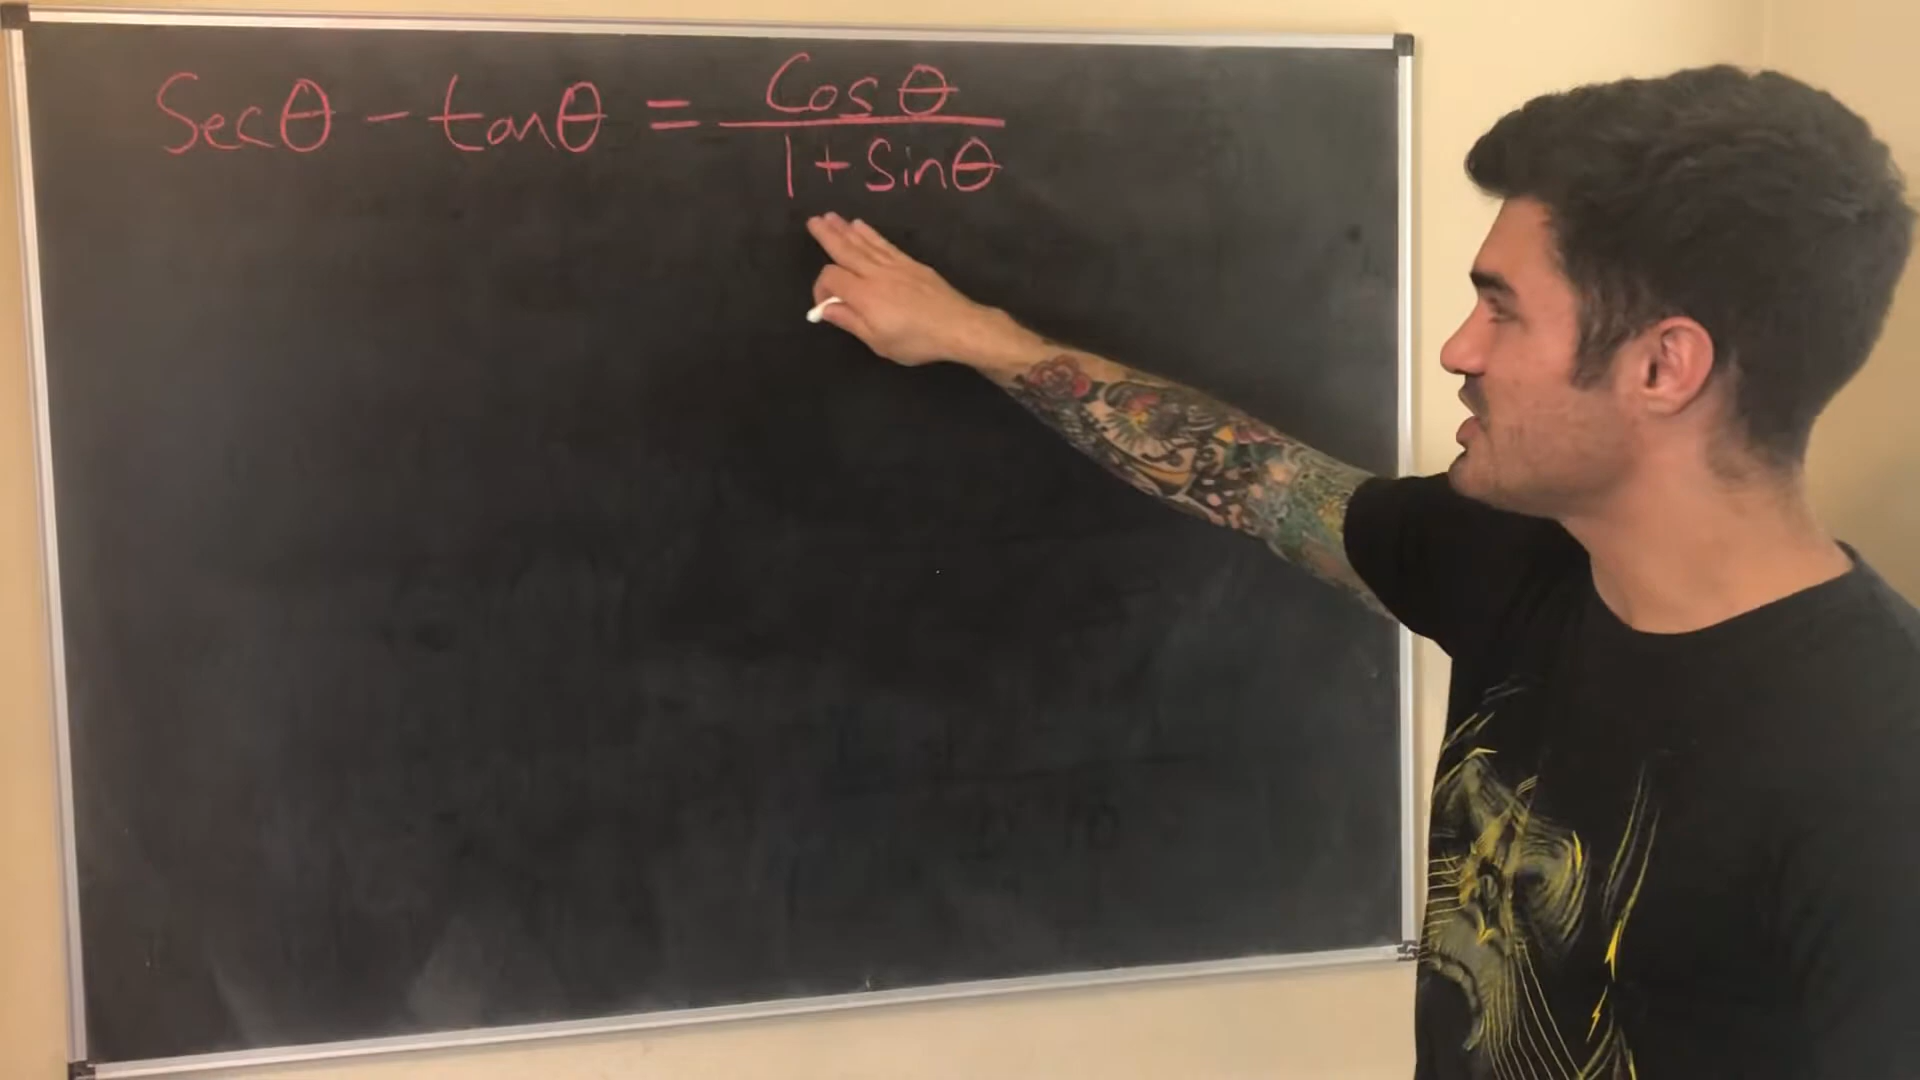 Secθ - tanθ = Cosθ
1 + Sinθ